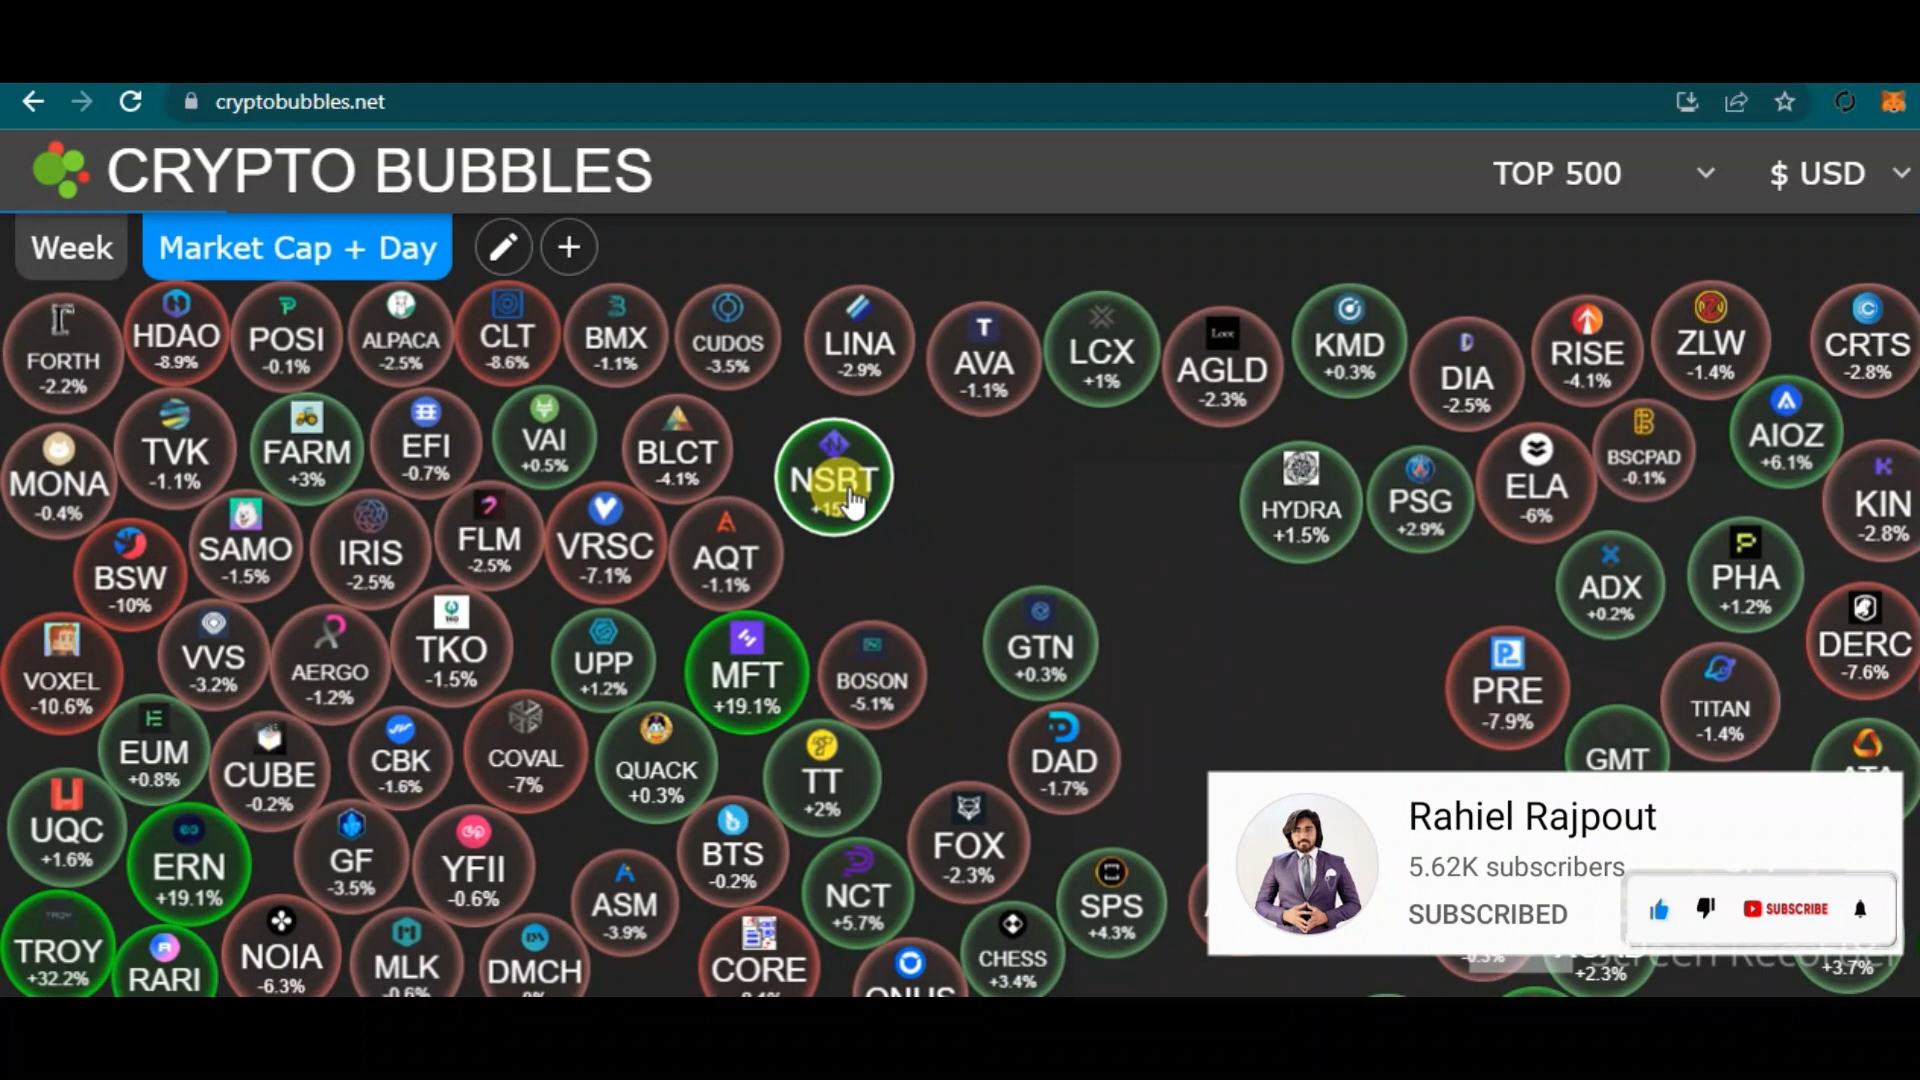 cryptobubbles.net
CRYPTO BUBBLES
TOP 500
$ USD
Week
Market Cap + Day
FORTH
-2.2%
HDAO
-8.9%
POSI
-0.1%
ALPACA
-2.5%
CLT
-8.6%
BMX
-1.1%
CUDOS
-3.5%
LINA
-2.9%
AVA
-1.1%
LCX
+1%
AGLD
-2.3%
KMD
+0.3%
DIA
-2.5%
RISE
-4.1%
ZLW
-1.4%
CRTS
-2.8%
MONA
-0.4%
TVK
-1.1%
FARM
+3%
EFI
-0.7%
VAI
+0.5%
BLCT
-4.1%
NSBT
HYDRA
+1.5%
PSG
+2.9%
ELA
-6%
BSCPAD
-0.1%
AIOZ
+6.1%
KIN
-2.8%
BSW
-10%
SAMO
-1.5%
IRIS
-2.5%
FLM
-2.5%
VRSC
-7.1%
AQT
-1.1%
ADX
+0.2%
PHA
+1.2%
VOXEL
-10.6%
VVS
-3.2%
AERGO
-1.2%
TKO
-1.5%
UPP
+1.2%
MFT
+19.1%
BOSON
-5.1%
GTN
+0.3%
PRE
-7.9%
TITAN
-1.4%
DERC
-7.6%
EUM
+0.8%
CUBE
-0.2%
CBK
-1.6%
COVAL
-7%
QUACK
+0.3%
TT
+2%
DAD
-1.7%
GMT
UQC
+1.6%
ERN
+19.1%
GF
-3.5%
YFII
-0.6%
ASM
-3.9%
BTS
-0.2%
NCT
+5.7%
FOX
-2.3%
SPS
+4.3%
Rahiel Rajpout
5.62K subscribers
SUBSCRIBED
SUBSCRIBE
TROY
+32.2%
RARI
NOIA
-6.3%
MLK
-0.6%
DMCH
CORE
ONUS
CHESS
+3.4%
-0.3%
+2.3%
+3.7%